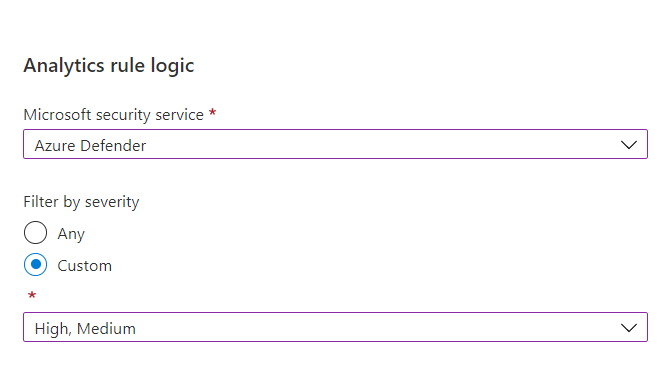 Analytics rule logic
Microsoft security service *
Azure Defender
Filter by severity
Any
Custom
*
High, Medium